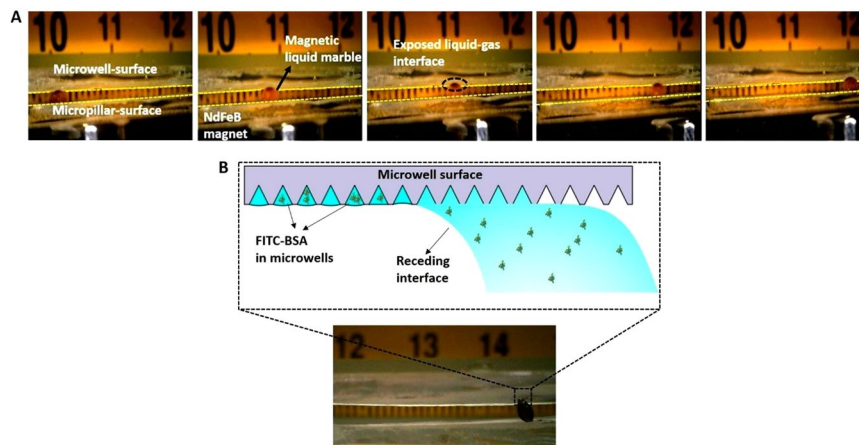 A
10 11 12
10 11 12
10 11 12
10 11 12
10 11 12
Microwell-surface
Micropillar-surface
Magnetic
liquid marble
NdFeB
magnet
Exposed liquid-gas
interface
B
Microwell surface
FITC-BSA
in microwells
Receding
interface
12 13 14